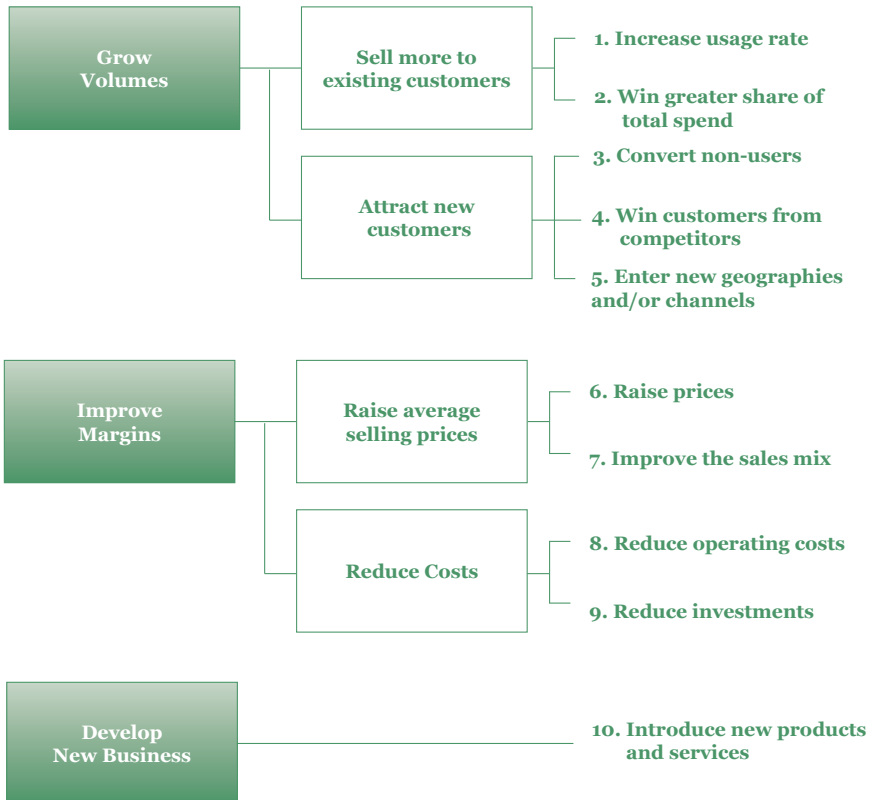 Grow
Volumes
Sell more to
existing customers
1. Increase usage rate
2. Win greater share of
total spend
Attract new
customers
3. Convert non-users
4. Win customers from
competitors
5. Enter new geographies
and/or channels
Improve
Margins
Raise average
selling prices
6. Raise prices
7. Improve the sales mix
Reduce Costs
8. Reduce operating costs
9. Reduce investments
Develop
New Business
10. Introduce new products
and services